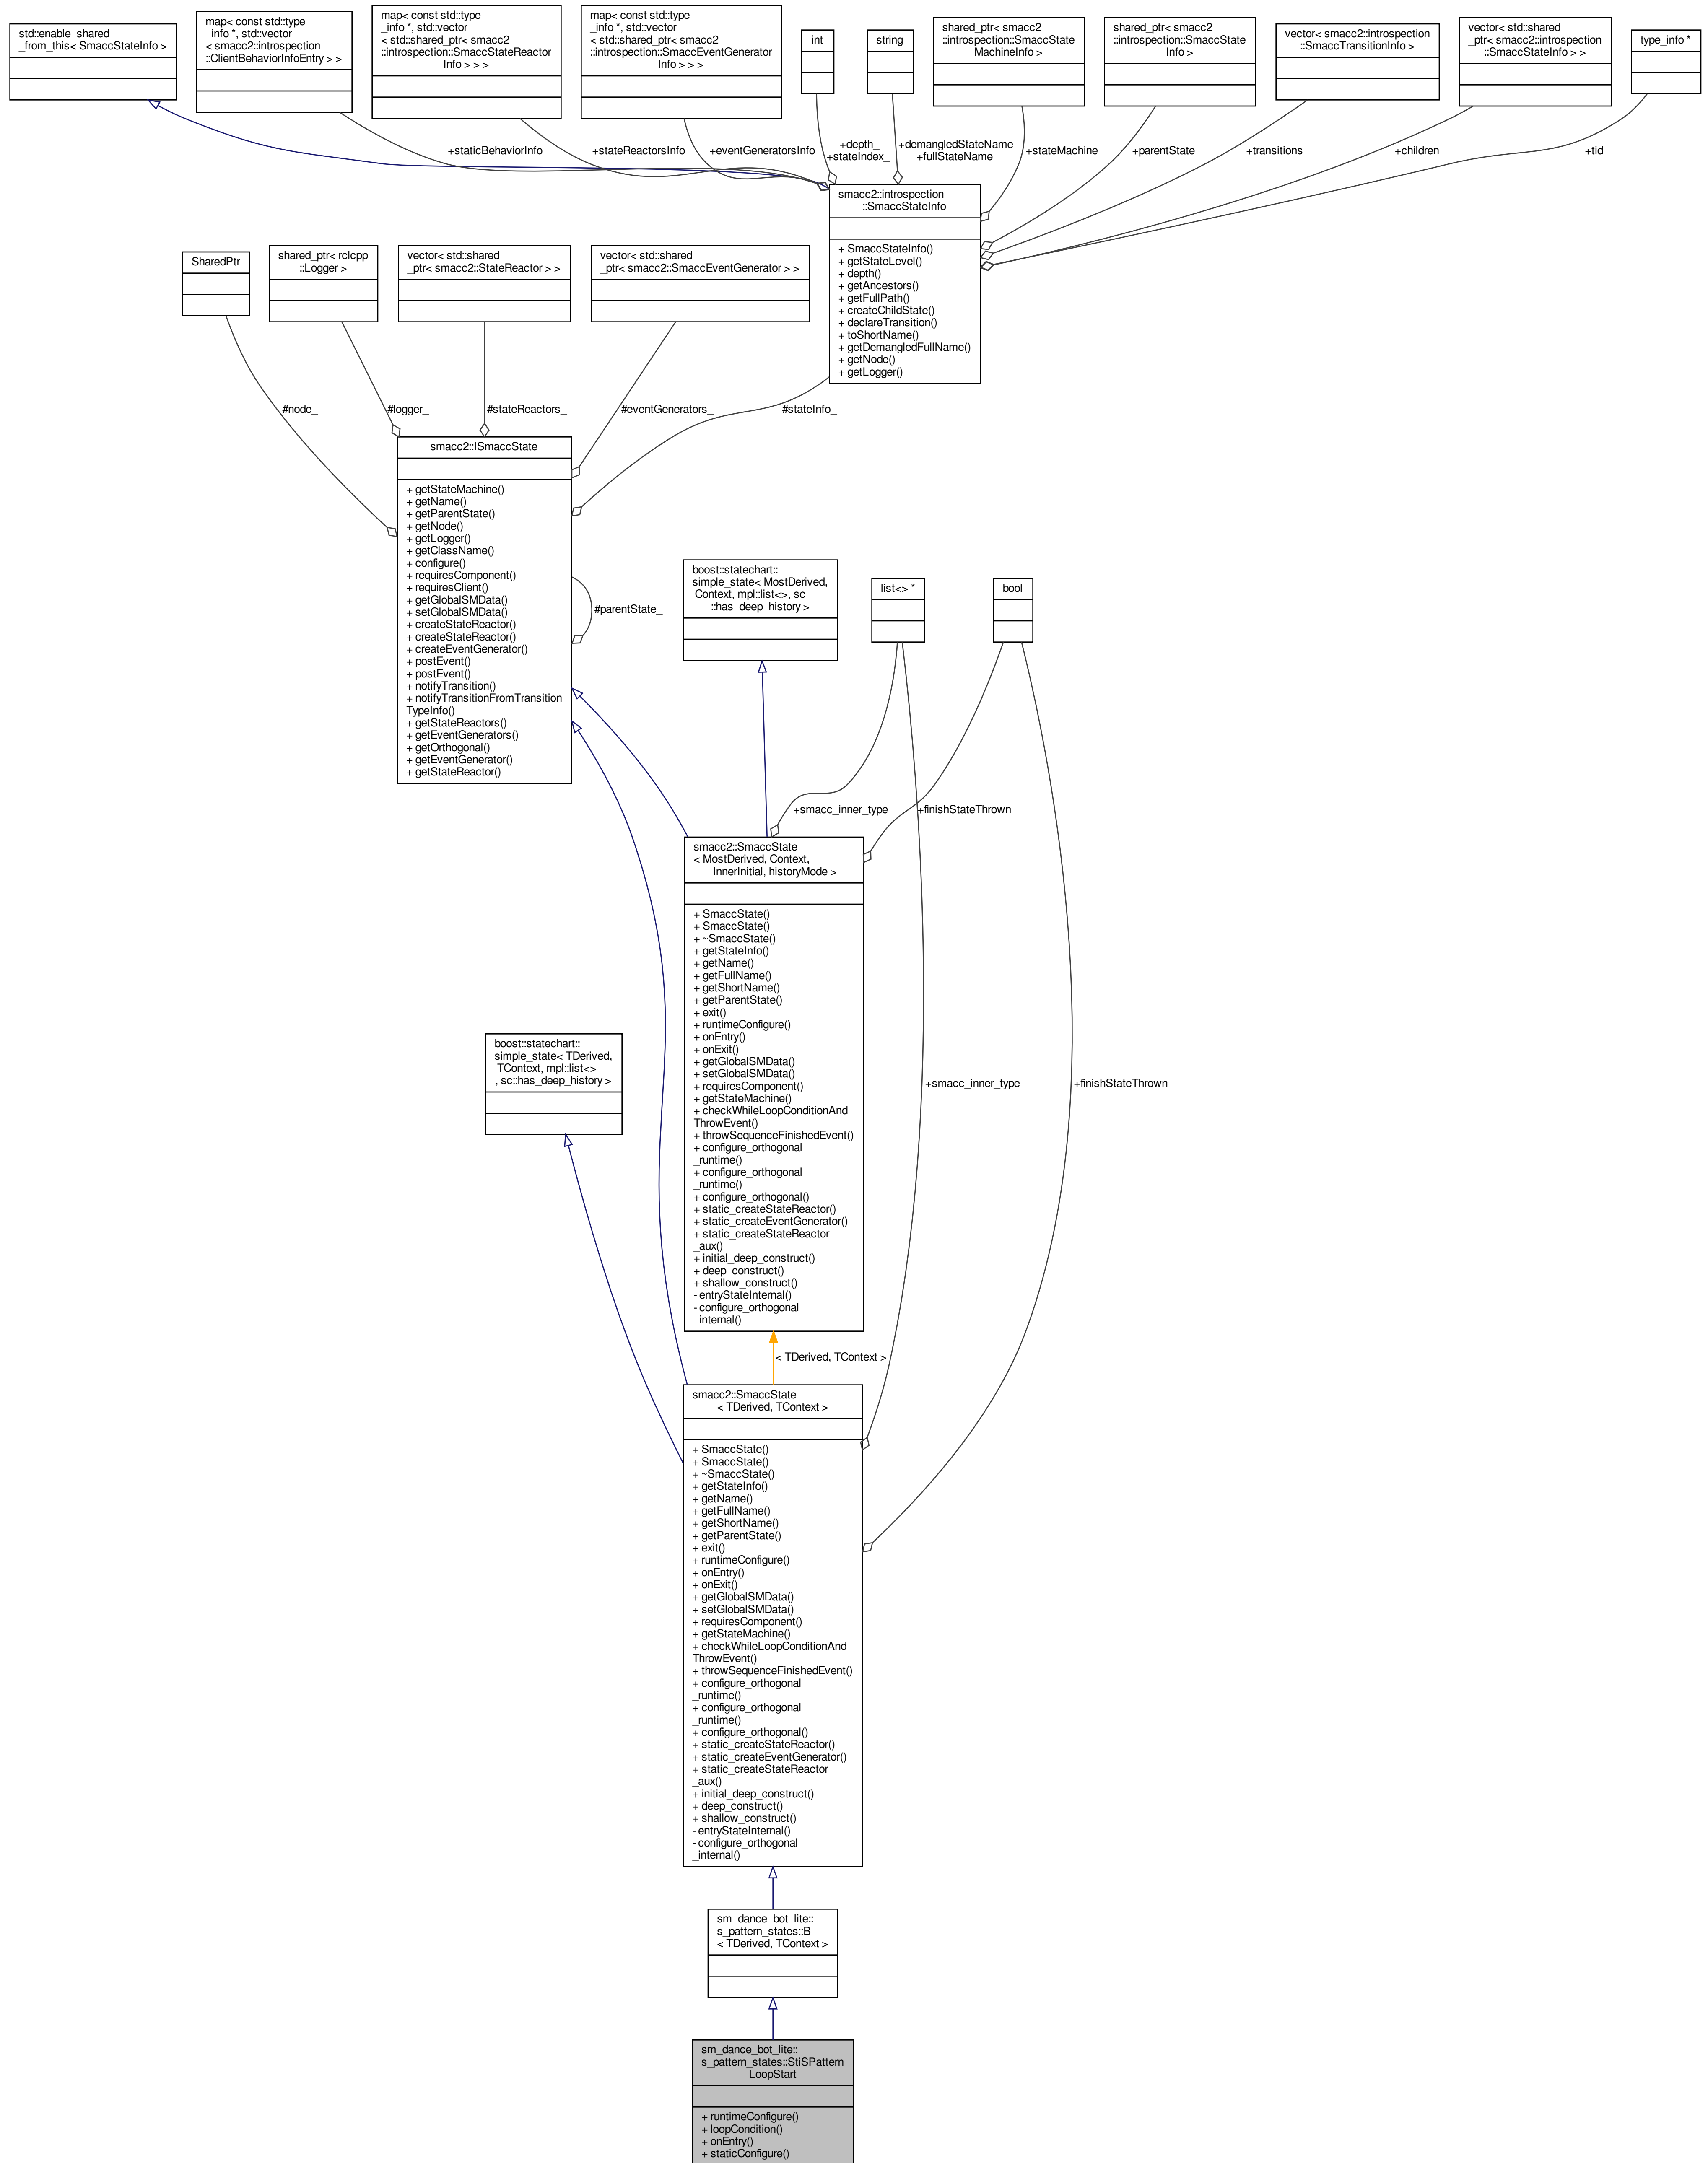 std::enable_shared
_from_this< SmaccStateInfo >
map< const std::type
_info *, std::vector
< smacc2::introspection
::ClientBehaviorInfoEntry > >
map< const std::type
_info *, std::vector
< std::shared_ptr< smacc2
::introspection::SmaccStateReactor
Info > > >
map< const std::type
_info *, std::vector
< std::shared_ptr< smacc2
::introspection::SmaccEventGenerator
Info > > >
int
string
shared_ptr< smacc2
::introspection::SmaccState
MachineInfo >
shared_ptr< smacc2
::introspection::SmaccState
Info >
vector< smacc2::introspection
::SmaccTransitionInfo >
vector< std::shared
_ptr< smacc2::introspection
::SmaccStateInfo > >
type_info *
+staticBehaviorInfo
+stateReactorsInfo
+eventGeneratorsInfo
+depth_
+stateIndex_
+demangledStateName
+fullStateName
+stateMachine_
+parentState_
+transitions_
+children_
+tid_
smacc2::introspection
::SmaccStateInfo
+ SmaccStateInfo()
+ getStateLevel()
+ depth()
+ getAncestors()
+ getFullPath()
+ createChildState()
+ declareTransition()
+ toShortName()
+ getDemangledFullName()
+ getNode()
+ getLogger()
SharedPtr
shared_ptr< rclcpp
::Logger >
vector< std::shared
_ptr< smacc2::StateReactor > >
vector< std::shared
_ptr< smacc2::SmaccEventGenerator > >
#node_
#logger_
#stateReactors_
#eventGenerators_
#stateInfo_
smacc2::ISmaccState
+ getStateMachine()
+ getName()
+ getParentState()
+ getNode()
+ getLogger()
+ getClassName()
+ configure()
+ requiresComponent()
+ requiresClient()
+ getGlobalSMData()
+ setGlobalSMData()
+ createStateReactor()
+ createStateReactor()
+ createEventGenerator()
+ postEvent()
+ postEvent()
+ notifyTransition()
+ notifyTransitionFromTransition
TypeInfo()
+ getStateReactors()
+ getEventGenerators()
+ getOrthogonal()
+ getEventGenerator()
+ getStateReactor()
#parentState_
boost::statechart::
simple_state< MostDerived,
Context, mpl::list<>, sc
::has_deep_history >
list<> *
bool
+smacc_inner_type
+finishStateThrown
smacc2::SmaccState
< MostDerived, Context,
InnerInitial, historyMode >
+ SmaccState()
+ SmaccState()
+ ~SmaccState()
+ getStateInfo()
+ getName()
+ getFullName()
+ getShortName()
+ getParentState()
+ exit()
+ runtimeConfigure()
+ onEntry()
+ onExit()
+ getGlobalSMData()
+ setGlobalSMData()
+ requiresComponent()
+ getStateMachine()
+ checkWhileLoopConditionAnd
ThrowEvent()
+ throwSequenceFinishedEvent()
+ configure_orthogonal
_runtime()
+ configure_orthogonal
_runtime()
+ configure_orthogonal()
+ static_createStateReactor()
+ static_createEventGenerator()
+ static_createStateReactor
_aux()
+ initial_deep_construct()
+ deep_construct()
+ shallow_construct()
- entryStateInternal()
- configure_orthogonal
_internal()
boost::statechart::
simple_state< TDerived,
TContext, mpl::list<>
, sc::has_deep_history >
+smacc_inner_type
+finishStateThrown
< TDerived, TContext >
smacc2::SmaccState
< TDerived, TContext >
+ SmaccState()
+ SmaccState()
+ ~SmaccState()
+ getStateInfo()
+ getName()
+ getFullName()
+ getShortName()
+ getParentState()
+ exit()
+ runtimeConfigure()
+ onEntry()
+ onExit()
+ getGlobalSMData()
+ setGlobalSMData()
+ requiresComponent()
+ getStateMachine()
+ checkWhileLoopConditionAnd
ThrowEvent()
+ throwSequenceFinishedEvent()
+ configure_orthogonal
_runtime()
+ configure_orthogonal
_runtime()
+ configure_orthogonal()
+ static_createStateReactor()
+ static_createEventGenerator()
+ static_createStateReactor
_aux()
+ initial_deep_construct()
+ deep_construct()
+ shallow_construct()
- entryStateInternal()
- configure_orthogonal
_internal()
sm_dance_bot_lite::
s_pattern_states::B
< TDerived, TContext >
sm_dance_bot_lite::
s_pattern_states::StiSPattern
LoopStart
+ runtimeConfigure()
+ loopCondition()
+ onEntry()
+ staticConfigure()